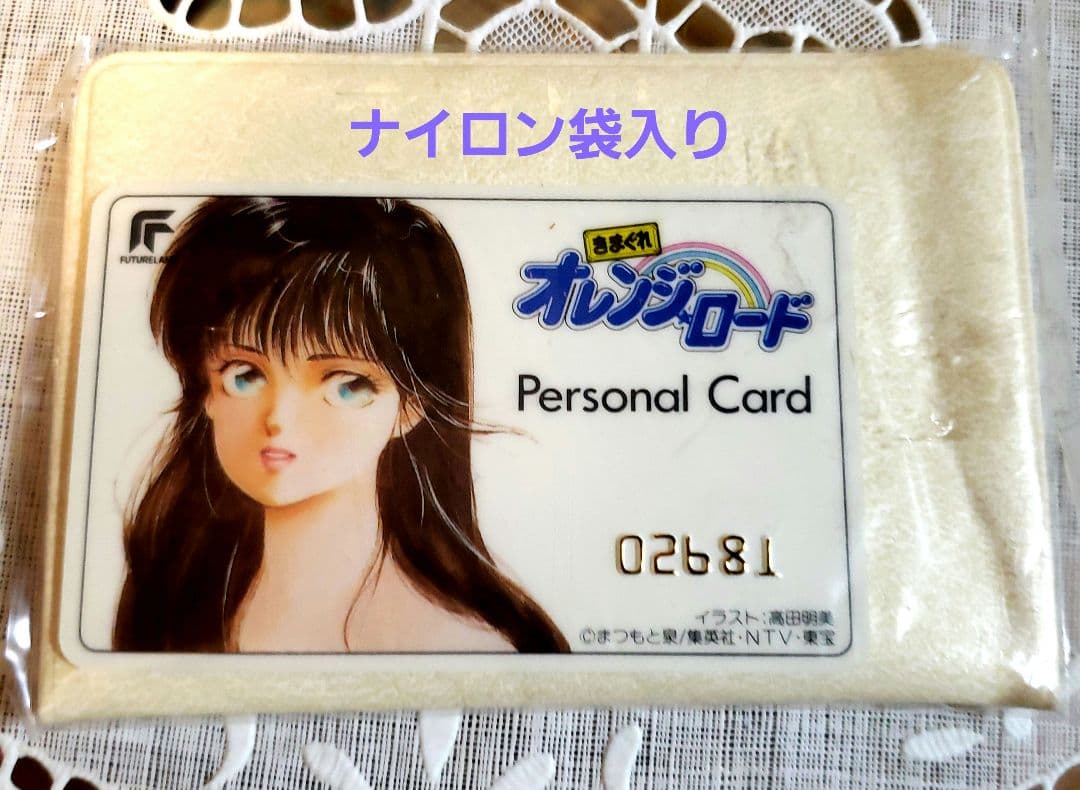 ナイロン袋入り
FUTURELAN
きまぐれ
オレンジ☆ロード
Personal Card
02681
イラスト:高田明美
©まつもと泉/集英社・NTV・東宝